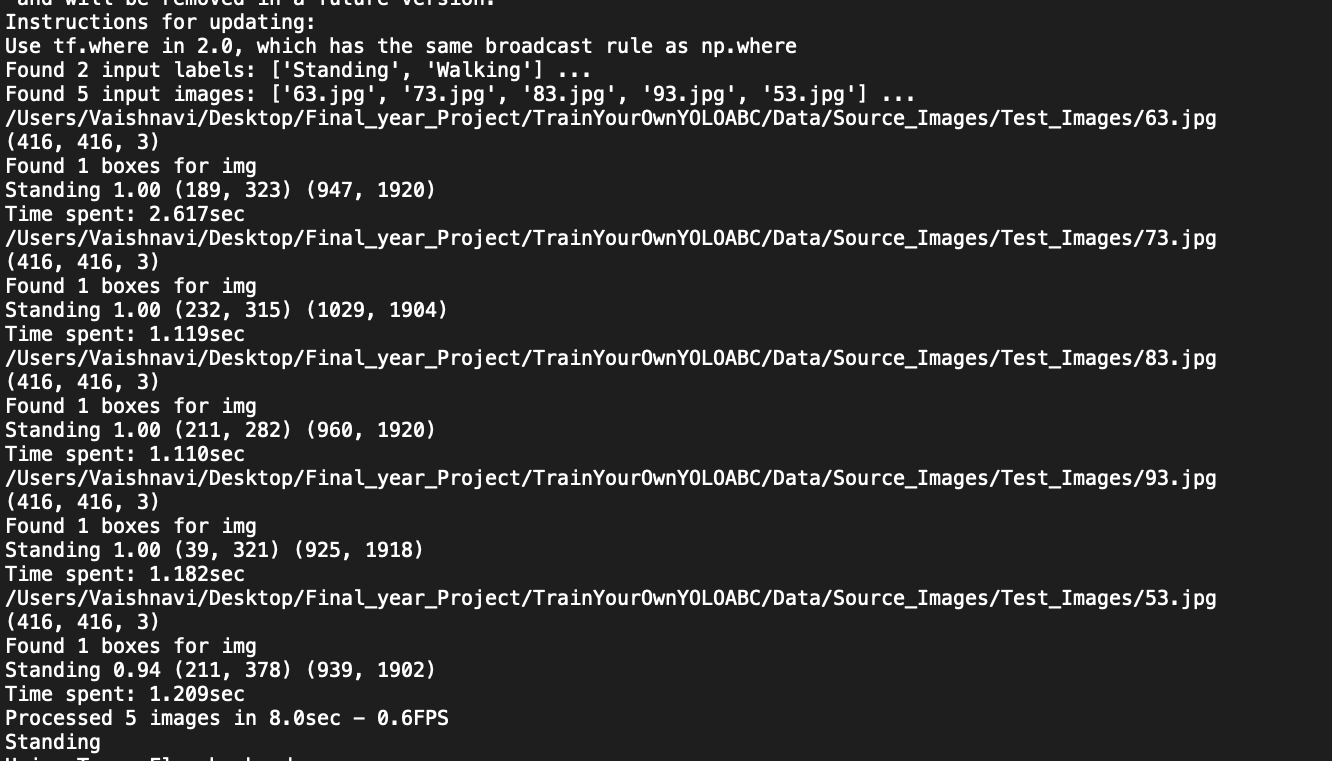 and will be removed in a future version.
Instructions for updating:
Use tf.where in 2.0, which has the same broadcast rule as np.where
Found 2 input labels: ['Standing', 'Walking'] ...
Found 5 input images: ['63.jpg', '73.jpg', '83.jpg', '93.jpg', '53.jpg'] ...
/Users/Vaishnavi/Desktop/Final_year_Project/TrainYourOwnYOLOABC/Data/Source_Images/Test_Images/63.jpg
(416, 416, 3)
Found 1 boxes for img
Standing 1.00 (189, 323) (947, 1920)
Time spent: 2.617sec
/Users/Vaishnavi/Desktop/Final_year_Project/TrainYourOwnYOLOABC/Data/Source_Images/Test_Images/73.jpg
(416, 416, 3)
Found 1 boxes for img
Standing 1.00 (232, 315) (1029, 1904)
Time spent: 1.119sec
/Users/Vaishnavi/Desktop/Final_year_Project/TrainYourOwnYOLOABC/Data/Source_Images/Test_Images/83.jpg
(416, 416, 3)
Found 1 boxes for img
Standing 1.00 (211, 282) (960, 1920)
Time spent: 1.110sec
/Users/Vaishnavi/Desktop/Final_year_Project/TrainYourOwnYOLOABC/Data/Source_Images/Test_Images/93.jpg
(416, 416, 3)
Found 1 boxes for img
Standing 1.00 (39, 321) (925, 1918)
Time spent: 1.182sec
/Users/Vaishnavi/Desktop/Final_year_Project/TrainYourOwnYOLOABC/Data/Source_Images/Test_Images/53.jpg
(416, 416, 3)
Found 1 boxes for img
Standing 0.94 (211, 378) (939, 1902)
Time spent: 1.209sec
Processed 5 images in 8.0sec - 0.6FPS
Standing